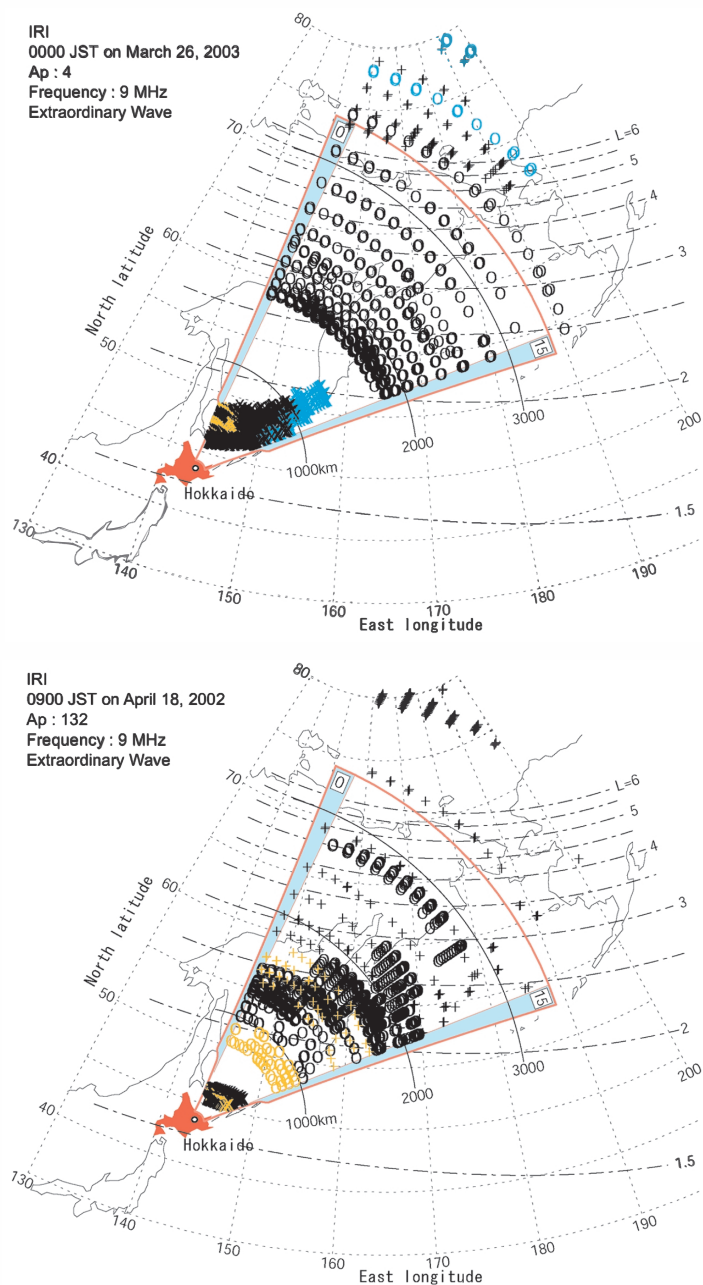 IRI
0000 JST on March 26, 2003
Ap : 4
Frequency : 9 MHz
Extraordinary Wave
80
70
60
50
40
130
140
150
160
170
180
190
200
North latitude
East longitude
L=6
5
4
3
2
1.5
0
15
1000km
2000
3000
Hokkaido
IRI
0900 JST on April 18, 2002
Ap : 132
Frequency : 9 MHz
Extraordinary Wave
80
70
60
50
40
130
140
150
160
170
180
190
200
North latitude
East longitude
L=6
5
4
3
2
1.5
0
15
1000km
2000
3000
Hokkaido